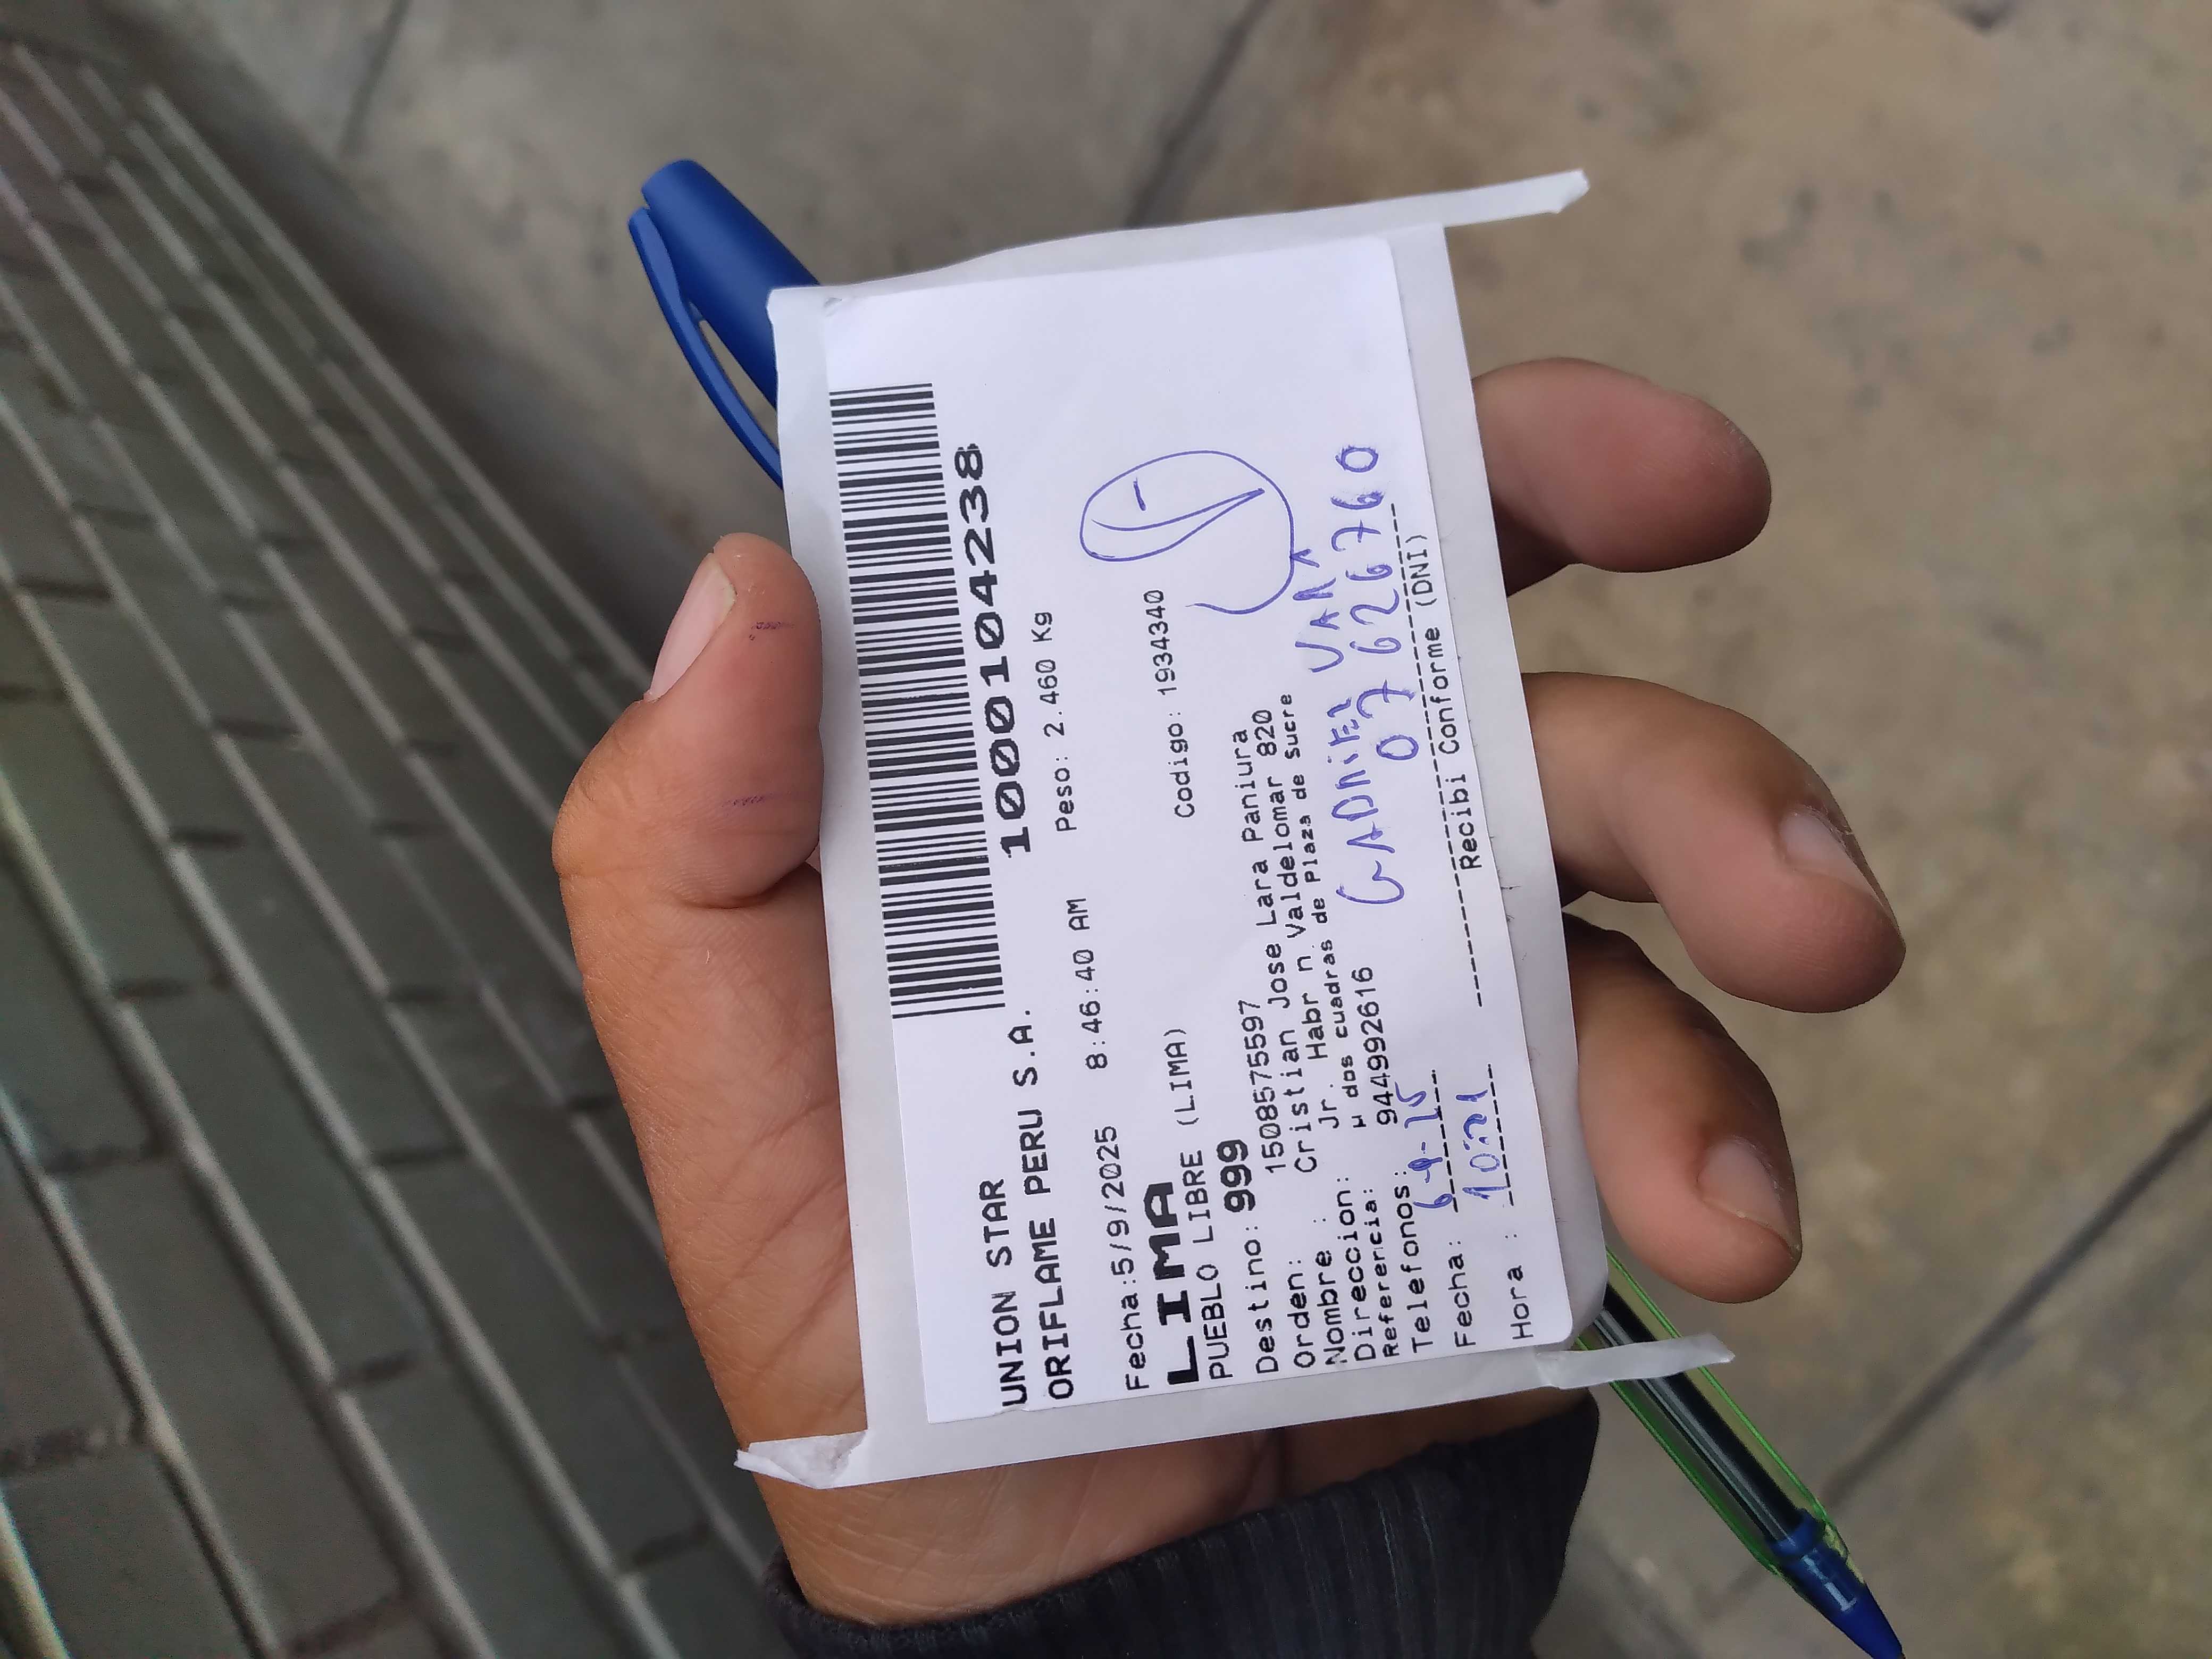 UNION STAR
ORIFLAME PERU S.A.
1000104238
Fecha:5/9/2025 8:46:40 AM Peso: 2.460 Kg
LIMA
PUEBLO LIBRE (LIMA) Codigo: 1934340
Destino: 999
Orden: 1508575597
Nombre : Cristian Jose Lara Paniura
Direccion: Jr. Habr n. Valdelomar 820
Referencia: µ dos cuadras de Plaza de Sucre
Telefonos: 944992616
Fecha: 6-9-25
07626760
Hora : 10:21
Recibi Conforme (DNI)